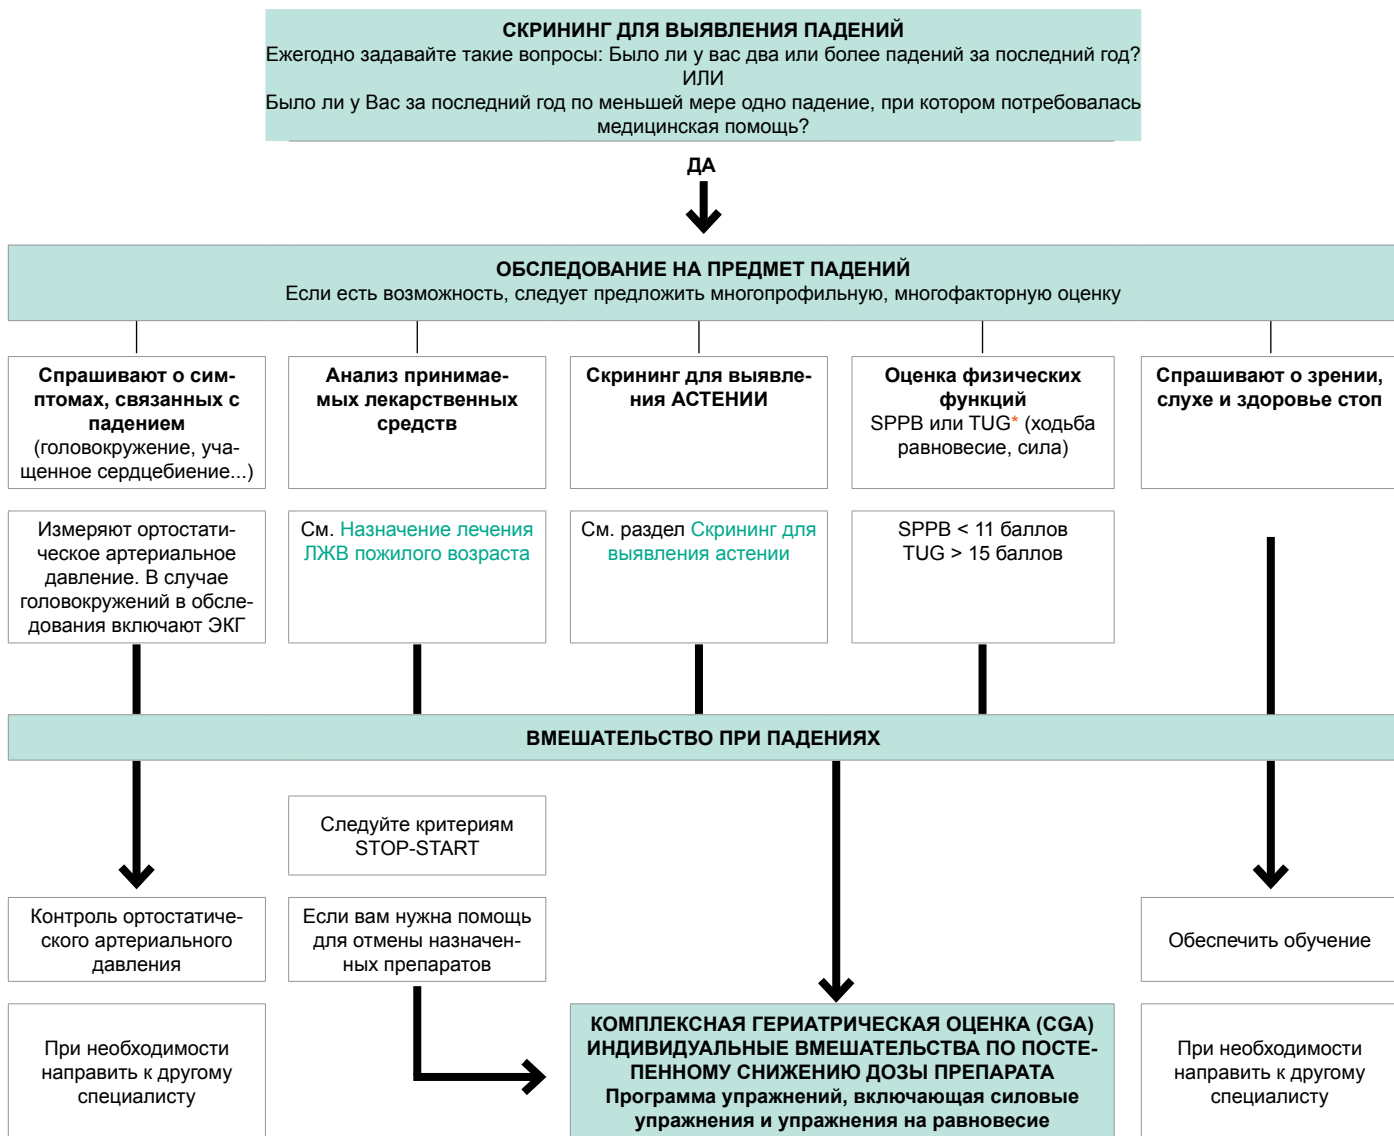 СКРИНИНГ ДЛЯ ВЫЯВЛЕНИЯ ПАДЕНИЙ
Ежегодно задавайте такие вопросы: Было ли у вас два или более падений за последний год?
ИЛИ
Было ли у Вас за последний год по меньшей мере одно падение, при котором потребовалась
медицинская помощь?
ДА
ОБСЛЕДОВАНИЕ НА ПРЕДМЕТ ПАДЕНИЙ
Если есть возможность, следует предложить многопрофильную, многофакторную оценку
Спрашивают о сим-
птомах, связанных с
падением
(головокружение, уча-
щенное сердцебиение...)
Анализ принимае-
мых лекарственных
средств
Скрининг для выявле-
ния АСТЕНИИ
Оценка физических
функций
SPPB или TUG* (ходьба
равновесие, сила)
Спрашивают о зрении,
слухе и здоровье стоп
Измеряют ортостати-
ческое артериальное
давление. В случае
головокружений в обсле-
дования включают ЭКГ
См. Назначение лечения
ЛЖВ пожилого возраста
См. раздел Скрининг для
выявления астении
SPPB < 11 баллов
TUG > 15 баллов
ВМЕШАТЕЛЬСТВО ПРИ ПАДЕНИЯХ
Следуйте критериям
STOP-START
Контроль ортостатиче-
ского артериального
давления
Если вам нужна помощь
для отмены назначен-
ных препаратов
Обеспечить обучение
При необходимости
направить к другому
специалисту
КОМПЛЕКСНАЯ ГЕРИАТРИЧЕСКАЯ ОЦЕНКА (CGA)
ИНДИВИДУАЛЬНЫЕ ВМЕШАТЕЛЬСТВА ПО ПОСТЕ-
ПЕННОМУ СНИЖЕНИЮ ДОЗЫ ПРЕПАРАТА
Программа упражнений, включающая силовые
упражнения и упражнения на равновесие
При необходимости
направить к другому
специалисту